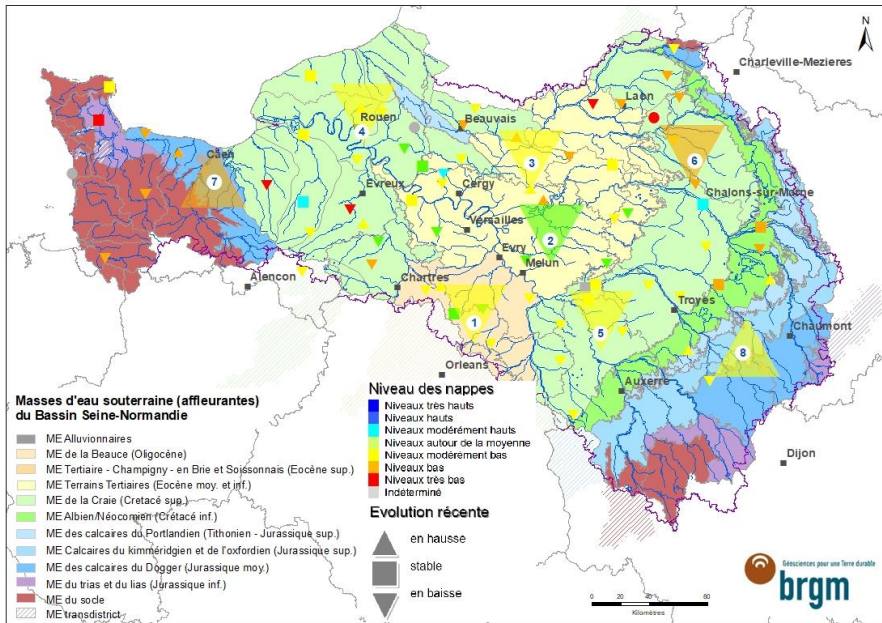 N
Charleville-Mezieres
Laon
Rouen
Beauvais
4
3
6
Caen
7
Evreux
Cergy
Chalons-sur-Marne
Versailles
2
Evry
Melun
Alençon
Chartres
Troyes
1
5
Chaumont
8
Orleans
Auxerre
Dijon
Masses d'eau souterraine (affleurantes)
du Bassin Seine-Normandie
ME Alluvionnaires
ME de la Beauce (Oligocène)
ME Tertiaire - Champigny - en Brie et Soissonnais (Eocène sup.)
ME Terrains Tertiaires (Eocène moy. et inf.)
ME de la Craie (Cretacé sup.)
ME Albien/Néocomien (Crétacé inf.)
ME des calcaires du Portlandien (Tithonien - Jurassique sup.)
ME Calcaires du kimméridgien et de l'oxfordien (Jurassique sup.)
ME des calcaires du Dogger (Jurassique moy.)
ME du trias et du lias (Jurassique inf.)
ME du socle
ME transdistrict
Niveau des nappes
Niveaux très hauts
Niveaux hauts
Niveaux modérément hauts
Niveaux autour de la moyenne
Niveaux modérément bas
Niveaux bas
Niveaux très bas
Indéterminé
Evolution récente
en hausse
stable
en baisse
Géosciences pour une Terre durable
brgm
0 20 40 80
Kilomètres